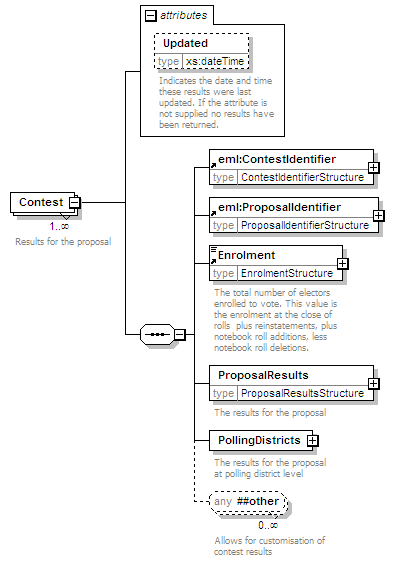 attributes
Updated
type xs:dateTime
Indicates the date and time
these results were last
updated. If the attribute is
not supplied no results have
been returned.
Contest
1..∞
Results for the proposal
eml:ContestIdentifier
type ContestIdentifierStructure
eml:ProposalIdentifier
type ProposalIdentifierStructure
Enrolment
type EnrolmentStructure
The total number of electors
enrolled to vote. This value is
the enrolment at the close of
rolls plus reinstatements, plus
notebook roll additions, less
notebook roll deletions.
ProposalResults
type ProposalResultsStructure
The results for the proposal
PollingDistricts
The results for the proposal
at polling district level
any ##other
0..∞
Allows for customisation of
contest results